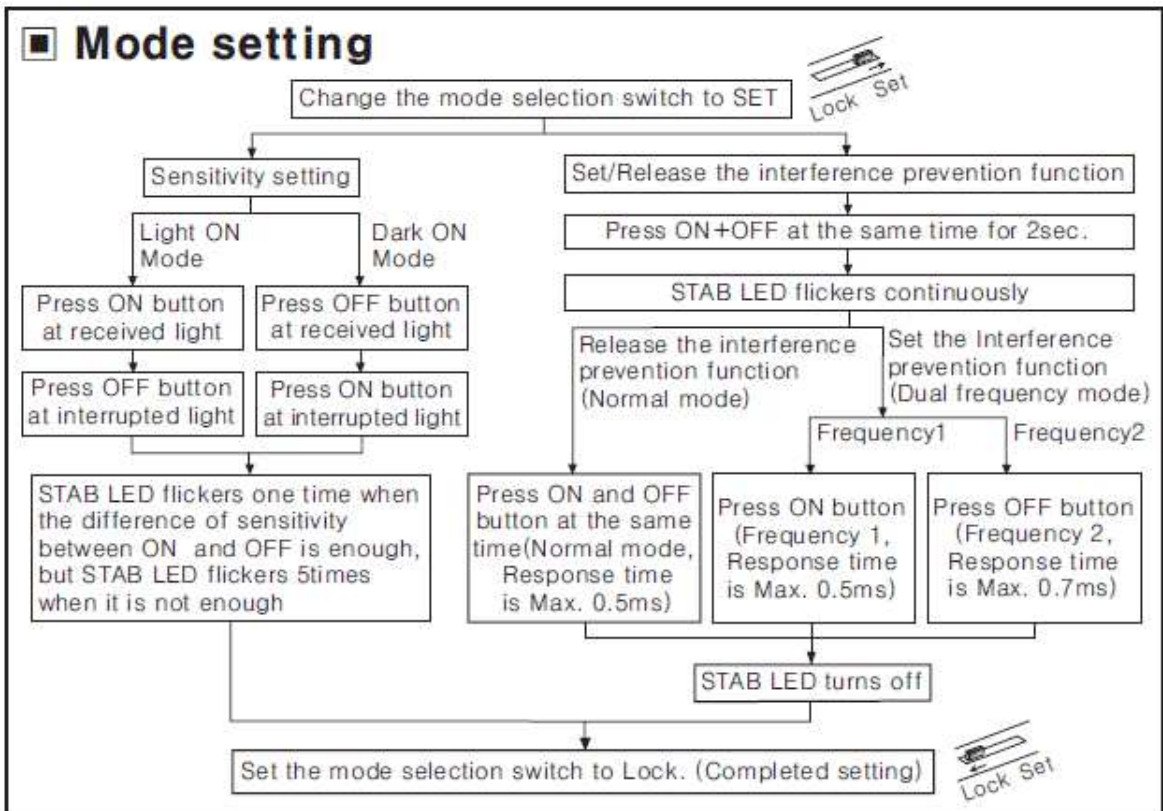 Mode setting
Change the mode selection switch to SET
Lock Set
Sensitivity setting
Light ON
Mode
Dark ON
Mode
Press ON button
at received light
Press OFF button
at received light
Press OFF button
at interrupted light
Press ON button
at interrupted light
STAB LED flickers one time when
the difference of sensitivity
between ON and OFF is enough,
but STAB LED flickers 5times
when it is not enough
Set/Release the interference prevention function
Press ON+OFF at the same time for 2sec.
STAB LED flickers continuously
Release the interference
prevention function
(Normal mode)
Set the Interference
prevention function
(Dual frequency mode)
Frequency1
Frequency2
Press ON and OFF
button at the same
time(Normal mode,
Response time
is Max. 0.5ms)
Press ON button
(Frequency 1,
Response time
is Max. 0.5ms)
Press OFF button
(Frequency 2,
Response time
is Max. 0.7ms)
STAB LED turns off
Set the mode selection switch to Lock. (Completed setting)
Lock Set